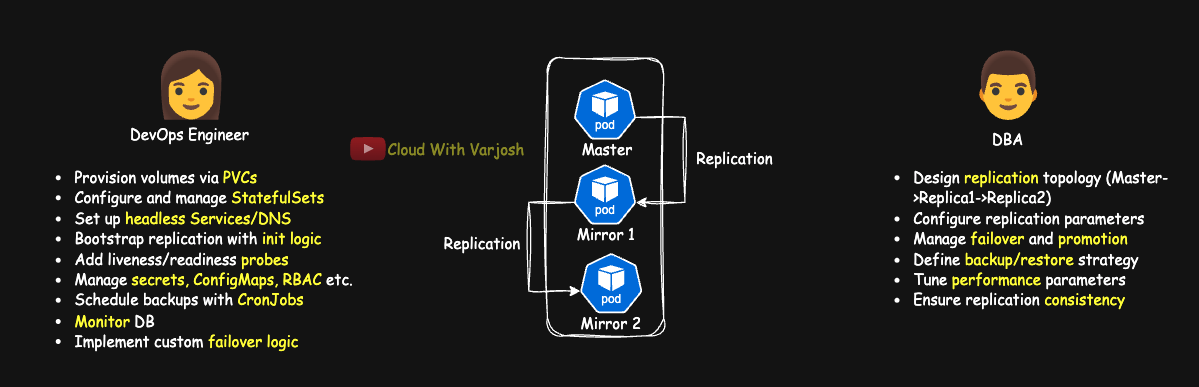 DevOps Engineer
• Provision volumes via PVCs
• Configure and manage StatefulSets
• Set up headless Services/DNS
• Bootstrap replication with init logic
• Add liveness/readiness probes
• Manage secrets, ConfigMaps, RBAC etc.
• Schedule backups with CronJobs
• Monitor DB
• Implement custom failover logic
Cloud With Varjosh
pod
Master
Replication
pod
Mirror 1
Replication
pod
Mirror 2
DBA
• Design replication topology (Master-
>Replica1->Replica2)
• Configure replication parameters
• Manage failover and promotion
• Define backup/restore strategy
• Tune performance parameters
• Ensure replication consistency